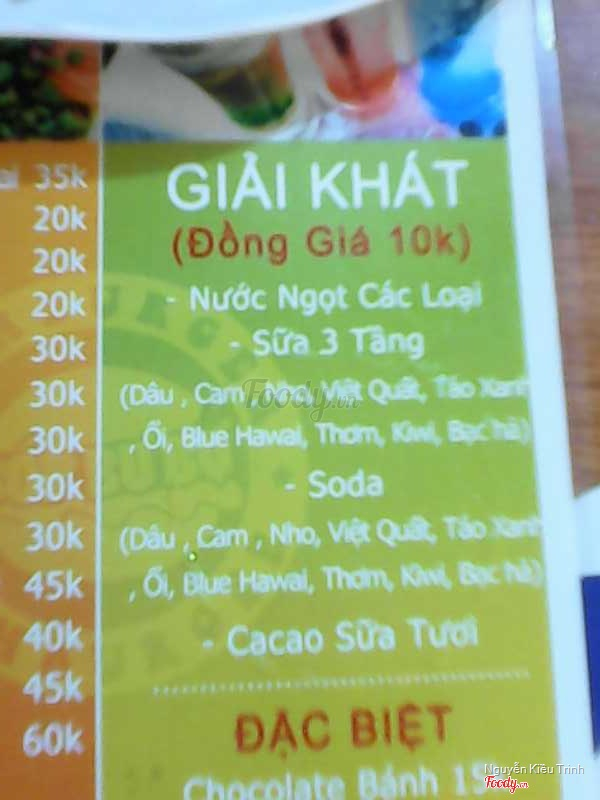 35k
20k
20k
20k
30k
30k
30k
30k
30k
45k
40k
45k
60k
GIẢI KHÁT
(Đồng Giá 10k)
- Nước Ngọt Các Loại
- Sữa 3 Tầng
(Dâu , Cam, Nho, Việt Quất, Táo Xanh
, Ổi, Blue Hawai, Thơm, Kiwi, Bạc hà)
- Soda
(Dâu , Cam , Nho, Việt Quất, Táo Xanh
, Ổi, Blue Hawai, Thơm, Kiwi, Bạc hà)
- Cacao Sữa Tươi
ĐẶC BIỆT
Chocolate Bánh
Foody.vn
Nguyễn Kiều Trinh
Foody.vn